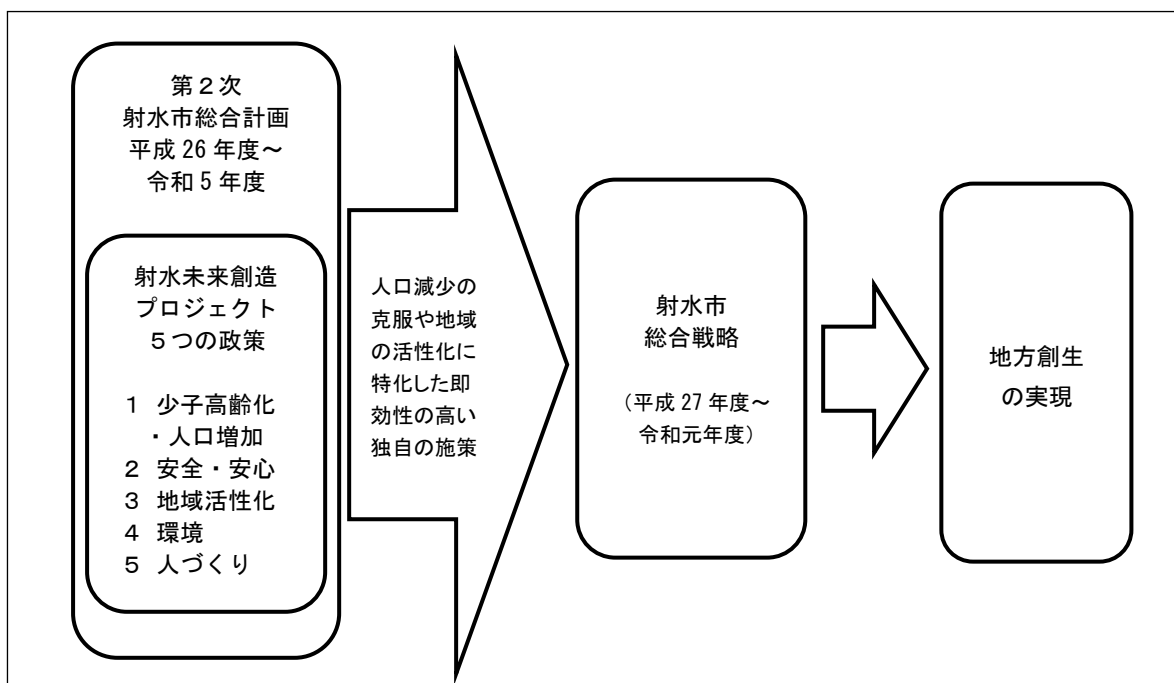 第２次
射水市総合計画
平成 26 年度～
令和 5 年度
射水未来創造
プロジェクト
５つの政策
１ 少子高齢化
・人口増加
２ 安全・安心
３ 地域活性化
４ 環境
５ 人づくり
人口減少の
克服や地域
の活性化に
特化した即
効性の高い
独自の施策
射水市
総合戦略
（平成 27 年度～
令和元年度）
地方創生
の実現